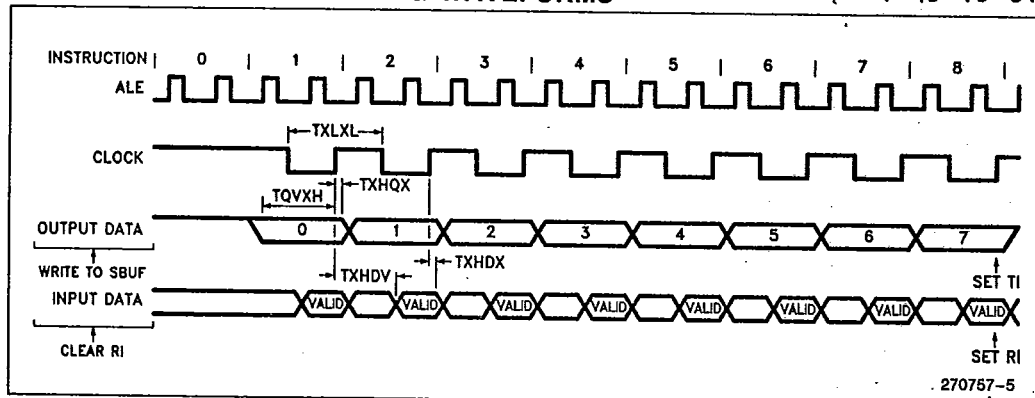 INSTRUCTION | 0 | 1 | 2 | 3 | 4 | 5 | 6 | 7 | 8 |
ALE
TXLXL
CLOCK
TXHQX
TQVXH
OUTPUT DATA 0 1 2 3 4 5 6 7
WRITE TO SBUF
TXHDV
TXHDX
SET TI
INPUT DATA VALID VALID VALID VALID VALID VALID VALID VALID
CLEAR RI
SET RI
270757-5